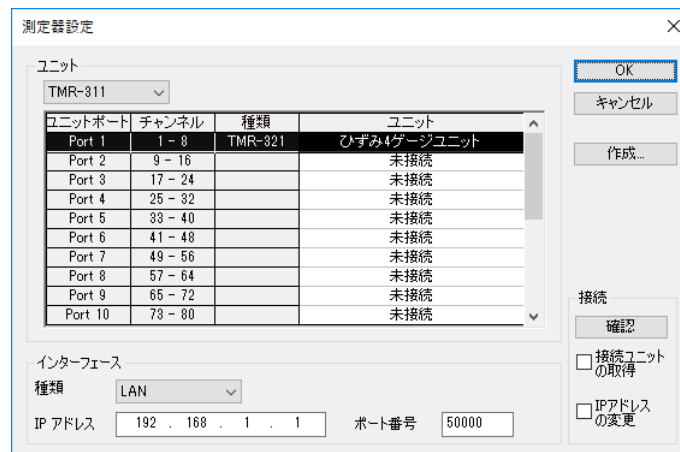 測定器設定
ユニット
TMR-311
ユニットポート チャンネル 種類 ユニット
Port 1 1 - 8 TMR-321 ひずみ4ゲージユニット
Port 2 9 - 16 未接続
Port 3 17 - 24 未接続
Port 4 25 - 32 未接続
Port 5 33 - 40 未接続
Port 6 41 - 48 未接続
Port 7 49 - 56 未接続
Port 8 57 - 64 未接続
Port 9 65 - 72 未接続
Port 10 73 - 80 未接続
インターフェース
種類 LAN
IP アドレス 192 . 168 . 1 . 1 ポート番号 50000
OK
キャンセル
作成...
接続
確認
接続ユニット
の取得
IPアドレス
の変更